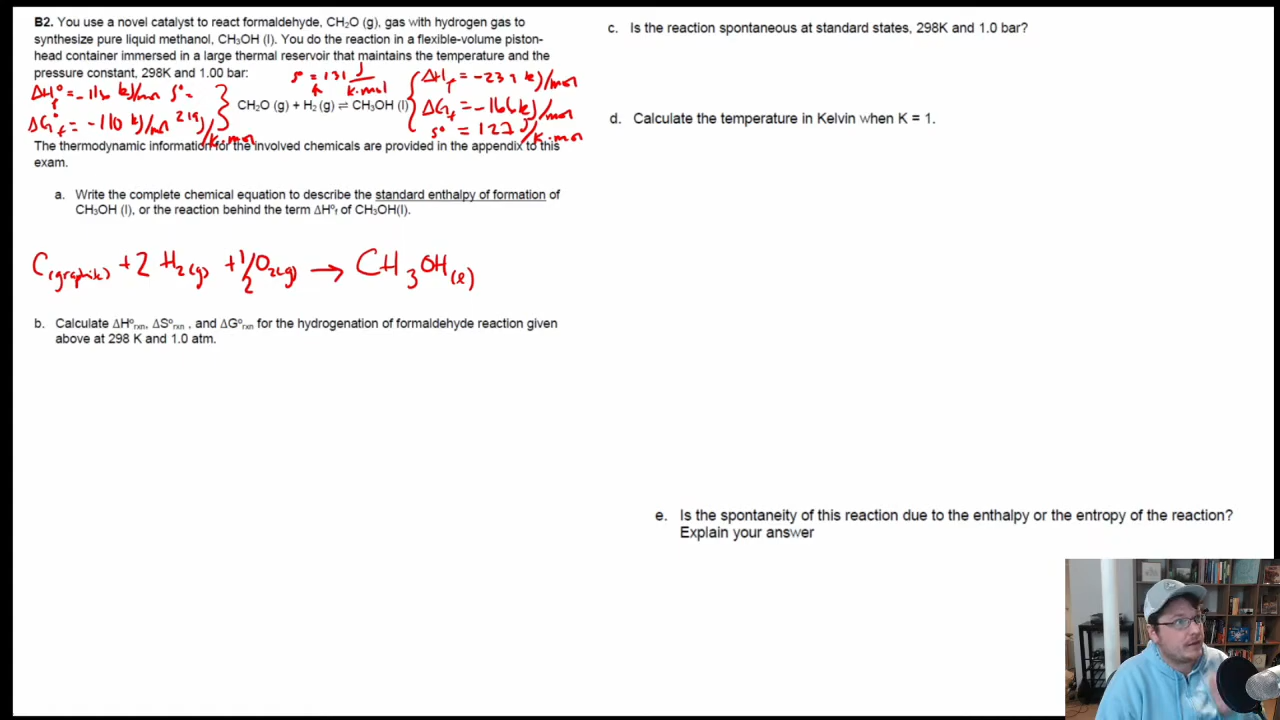 B2. You use a novel catalyst to react formaldehyde, CH₂O (g), gas with hydrogen gas to
synthesize pure liquid methanol, CH₃OH (l). You do the reaction in a flexible-volume piston-
head container immersed in a large thermal reservoir that maintains the temperature and the
pressure constant, 298K and 1.00 bar:
S° = 131 J/K·mol
ΔH°f = -116 kJ/mol S° =
ΔG°f = -110 kJ/mol 219 J/K·mol
ΔHf = -239 kJ/mol
ΔGf = -166 kJ/mol
S° = 127 J/K·mol
CH₂O (g) + H₂ (g) ⇌ CH₃OH (l)
The thermodynamic information for the involved chemicals are provided in the appendix to this
exam.
a. Write the complete chemical equation to describe the standard enthalpy of formation of
CH₃OH (l), or the reaction behind the term ΔH°f of CH₃OH(l).
C(graphite) + 2 H₂(g) + 1/2 O₂(g) → CH₃OH(l)
b. Calculate ΔH°rxn, ΔS°rxn , and ΔG°rxn for the hydrogenation of formaldehyde reaction given
above at 298 K and 1.0 atm.
c. Is the reaction spontaneous at standard states, 298K and 1.0 bar?
d. Calculate the temperature in Kelvin when K = 1.
e. Is the spontaneity of this reaction due to the enthalpy or the entropy of the reaction?
Explain your answer